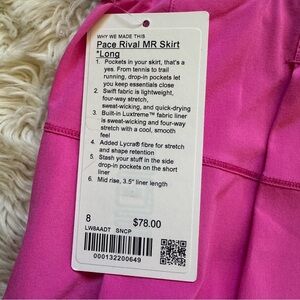 WHY WE MADE THIS
Pace Rival MR Skirt
*Long
1. Pockets in your skirt, that's a
yes. From tennis to trail
running, drop-in pockets let
you keep essentials close
2. Swift fabric is lightweight,
four-way stretch,
sweat-wicking, and quick-drying
3. Built-in Luxtreme™ fabric liner
is sweat-wicking and four-way
stretch with a cool, smooth
feel
4. Added Lycra® fibre for stretch
and shape retention
5. Stash your stuff in the side
drop-in pockets on the short
liner
6. Mid rise, 3.5" liner length
8 $78.00
LW8AADT SNCP
000132200649